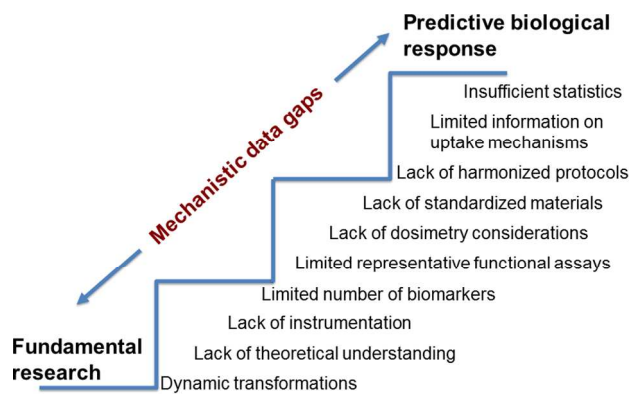 Predictive biological
response
Mechanistic data gaps
Insufficient statistics
Limited information on
uptake mechanisms
Lack of harmonized protocols
Lack of standardized materials
Lack of dosimetry considerations
Limited representative functional assays
Limited number of biomarkers
Lack of instrumentation
Fundamental
research
Lack of theoretical understanding
Dynamic transformations